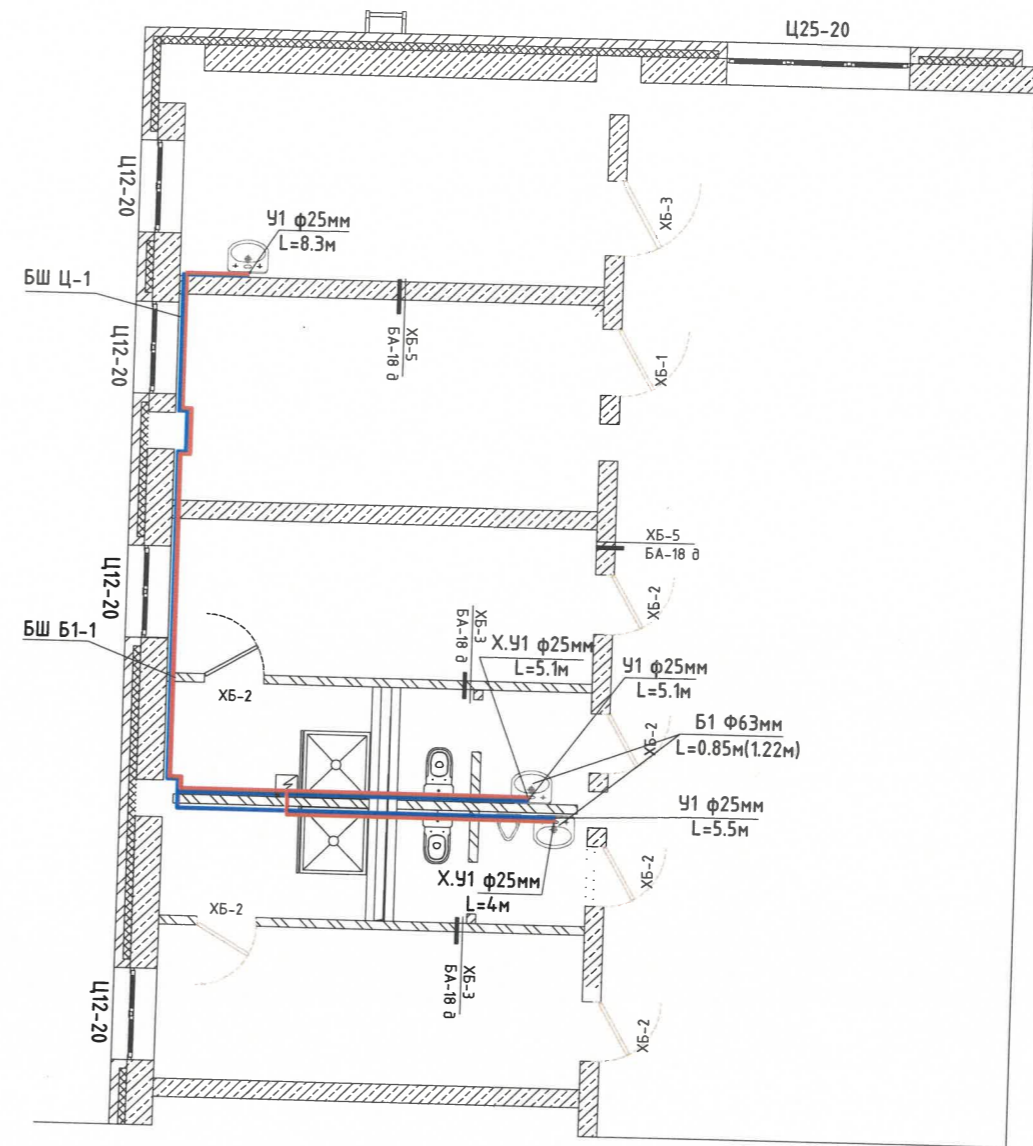 Ц25-20
Ц12-20
ХБ-3
У1 ф25мм
L=8.3м
БШ Ц-1
Ц12-20
ХБ-5
БА-18 д
ХБ-1
ХБ-5
БА-18 д
Ц12-20
ХБ-2
БШ Б1-1
ХБ-3
БА-18 д
Х.У1 ф25мм
L=5.1м
У1 ф25мм
L=5.1м
ХБ-2
Б1 Ф63мм
L=0.85м(1.22м)
ХБ-2
У1 ф25мм
L=5.5м
Х.У1 ф25мм
L=4м
ХБ-2
ХБ-2
ХБ-3
БА-18 д
Ц12-20
ХБ-2